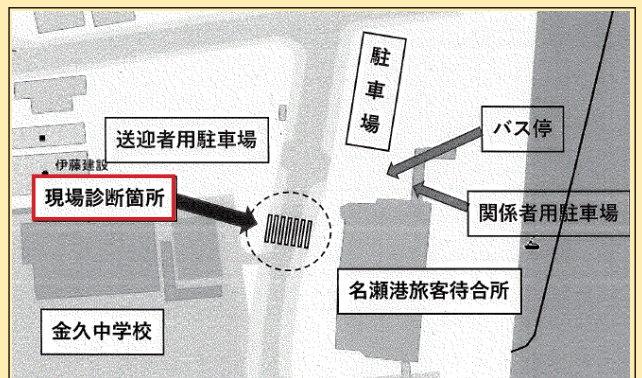 駐車場
送迎者用駐車場
バス停
伊藤建設
現場診断箇所
関係者用駐車場
名瀬港旅客待合所
金久中学校